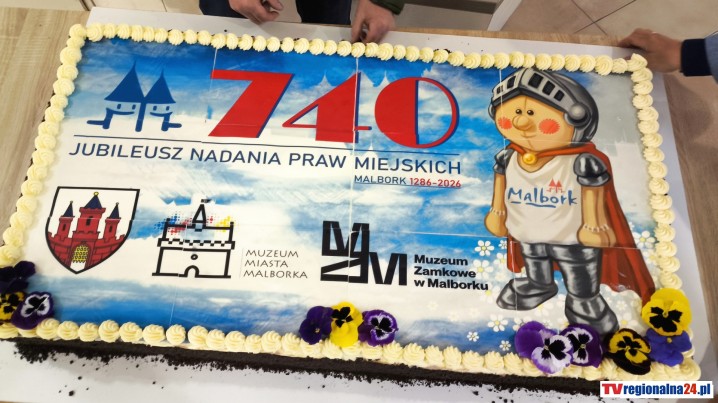 740
JUBILEUSZ NADANIA PRAW MIEJSKICH
MALBORK 1286-2026
Malbork
MUZEUM
MIASTA
MALBORKA
Muzeum
Zamkowe
w Malborku
TVregionalna24.pl